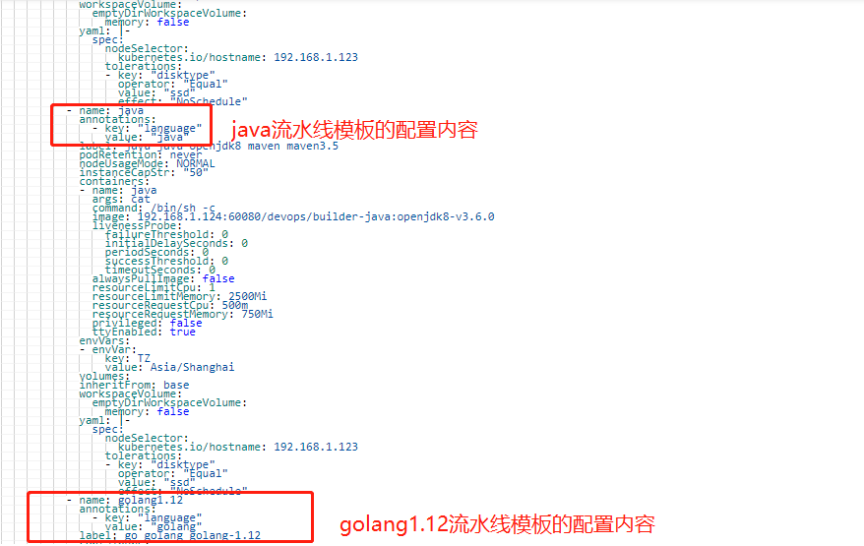 workspaceVolume:
emptyDirWorkspaceVolume:
memory: false
yaml: |-
spec:
nodeSelector:
kubernetes.io/hostname: 192.168.1.123
tolerations:
- key: "disktype"
operator: "Equal"
value: "ssd"
effect: "NoSchedule"
- name: java
annotations:
- key: "language"
value: "java"
java流水线模板的配置内容
label: java java-openjdk8 maven maven3.5
podRetention: never
nodeUsageMode: NORMAL
instanceCapStr: "50"
containers:
- name: java
args: cat
command: /bin/sh -c
image: 192.168.1.124:60080/devops/builder-java:openjdk8-v3.6.0
livenessProbe:
failureThreshold: 0
initialDelaySeconds: 0
periodSeconds: 0
successThreshold: 0
timeoutSeconds: 0
alwaysPullImage: false
resourceLimitCpu: 1
resourceLimitMemory: 2500Mi
resourceRequestCpu: 500m
resourceRequestMemory: 750Mi
privileged: false
ttyEnabled: true
envVars:
- envVar:
key: TZ
value: Asia/Shanghai
volumes:
inheritFrom: base
workspaceVolume:
emptyDirWorkspaceVolume:
memory: false
yaml: |-
spec:
nodeSelector:
kubernetes.io/hostname: 192.168.1.123
tolerations:
- key: "disktype"
operator: "Equal"
value: "ssd"
effect: "NoSchedule"
- name: golang1.12
annotations:
- key: "language"
value: "golang"
golang1.12流水线模板的配置内容
label: go golang golang-1.12